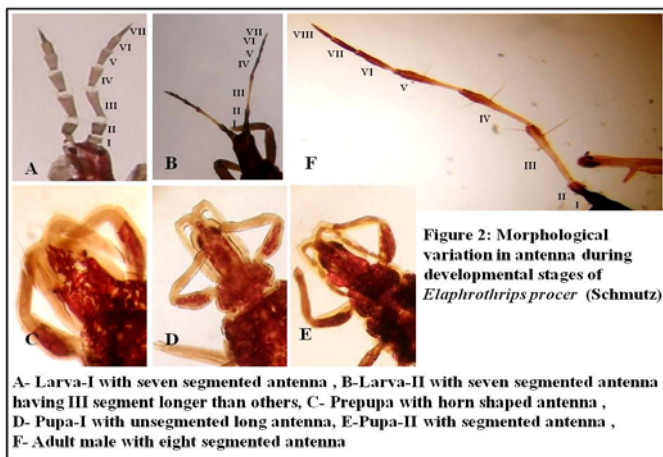 VII
VI
V
IV
III
II
I
A
VII
VI
V
IV
III
II
I
B
VIII
VII
VI
V
IV
III
II
I
F
C
D
E
Figure 2: Morphological
variation in antenna during
developmental stages of
Elaphrothrips procer (Schmutz)
A- Larva-I with seven segmented antenna , B-Larva-II with seven segmented antenna
having III segment longer than others, C- Prepupa with horn shaped antenna ,
D- Pupa-I with unsegmented long antenna, E-Pupa-II with segmented antenna ,
F- Adult male with eight segmented antenna